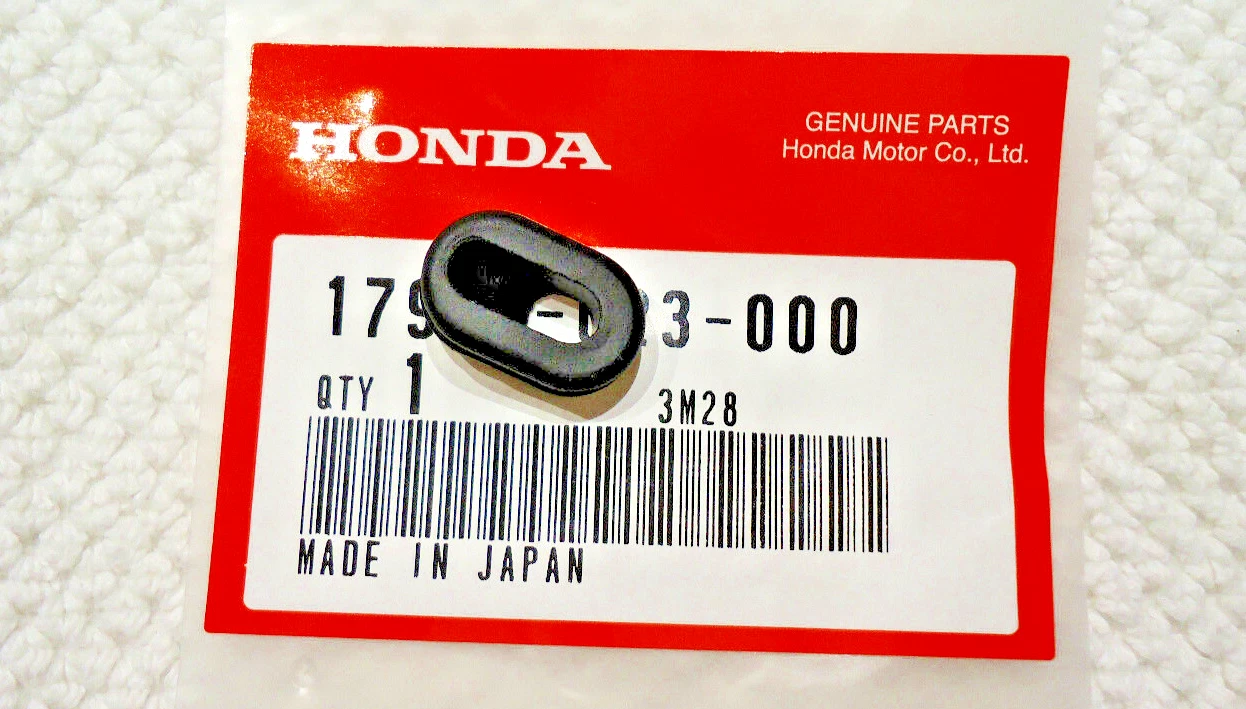 HONDA
GENUINE PARTS
Honda Motor Co., Ltd.
QTY 1
3M28
MADE IN JAPAN